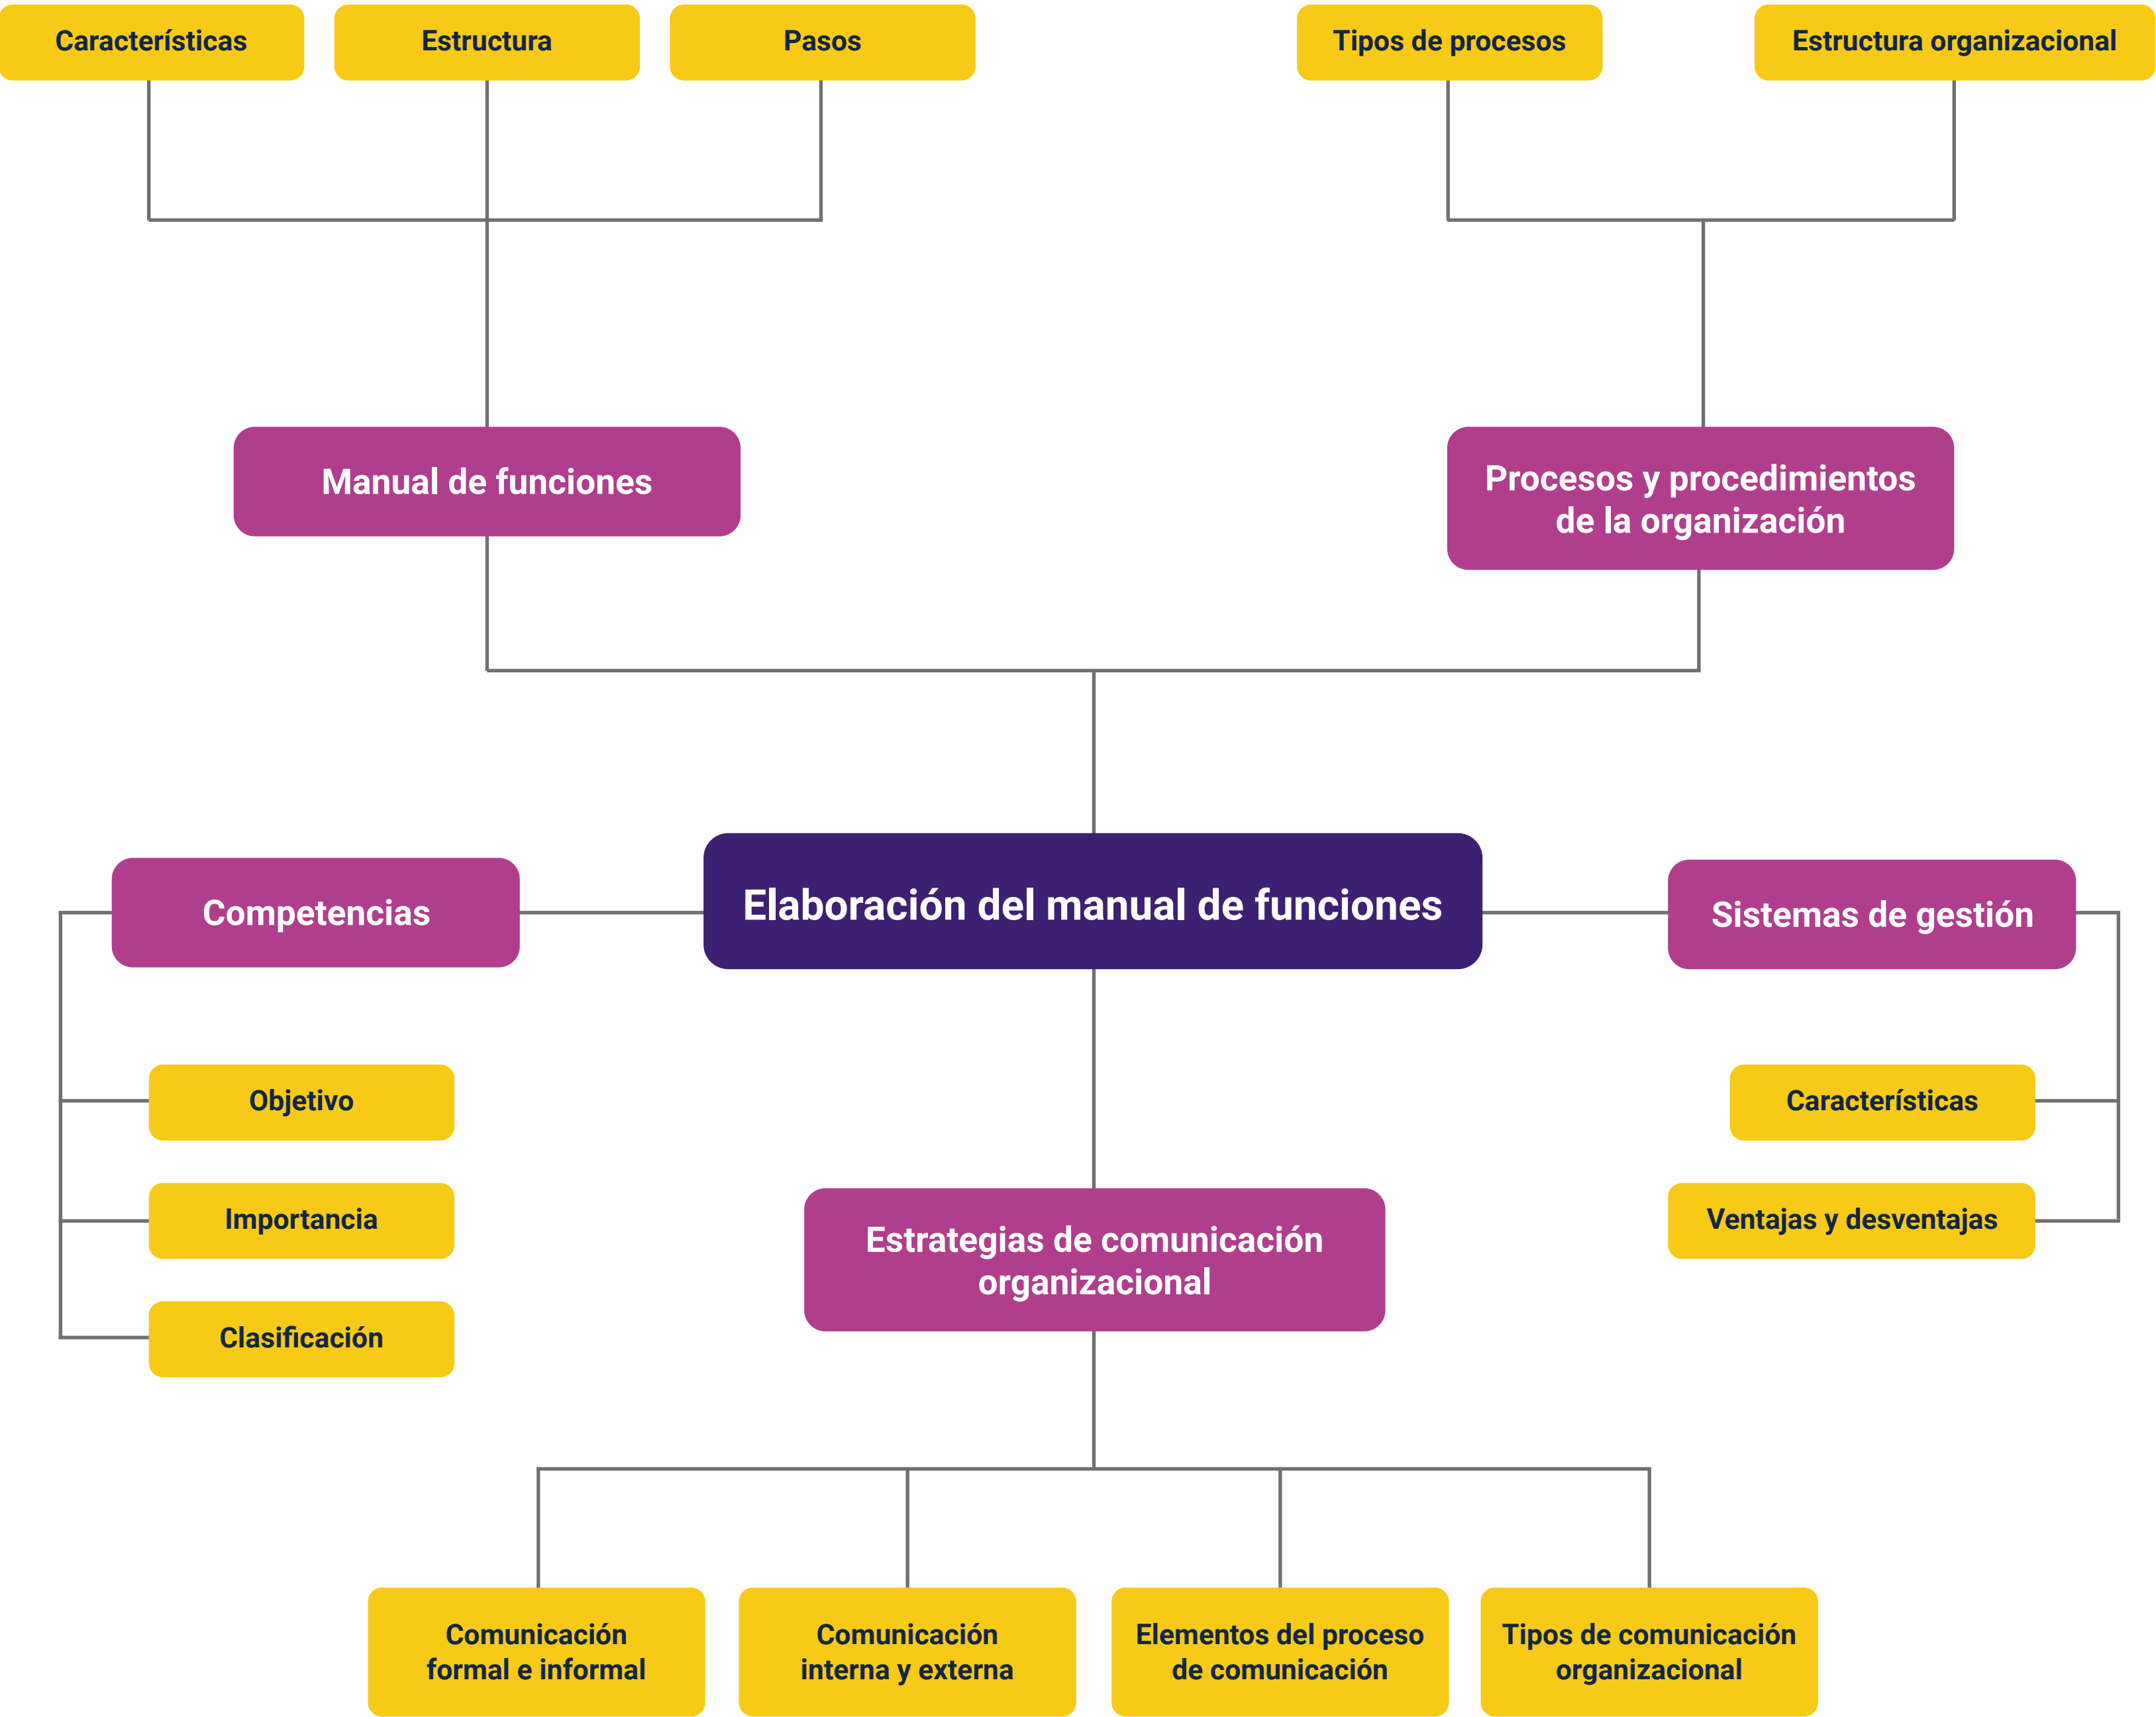 Características
Estructura
Pasos
Tipos de procesos
Estructura organizacional
Manual de funciones
Procesos y procedimientos
de la organización
Competencias
Elaboración del manual de funciones
Sistemas de gestión
Objetivo
Importancia
Clasificación
Características
Ventajas y desventajas
Estrategias de comunicación
organizacional
Comunicación
formal e informal
Comunicación
interna y externa
Elementos del proceso
de comunicación
Tipos de comunicación
organizacional